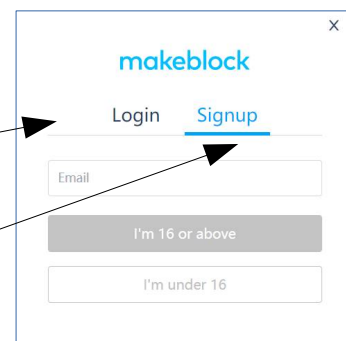 X
makeblock
Login Signup
Email
I'm 16 or above
I'm under 16